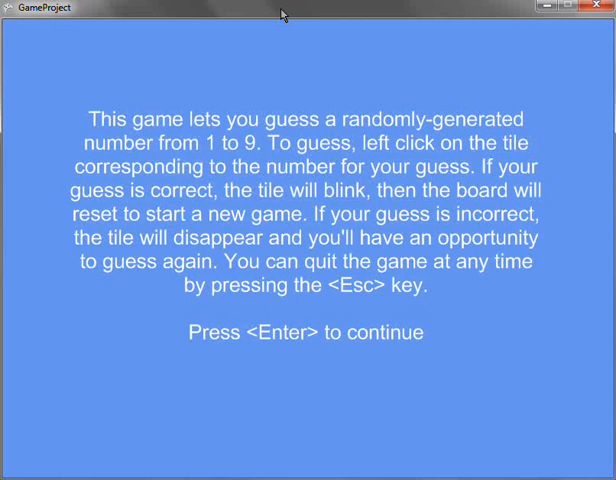 GameProject
This game lets you guess a randomly-generated
number from 1 to 9. To guess, left click on the tile
corresponding to the number for your guess. If your
guess is correct, the tile will blink, then the board will
reset to start a new game. If your guess is incorrect,
the tile will disappear and you'll have an opportunity
to guess again. You can quit the game at any time
by pressing the <Esc> key.
Press <Enter> to continue